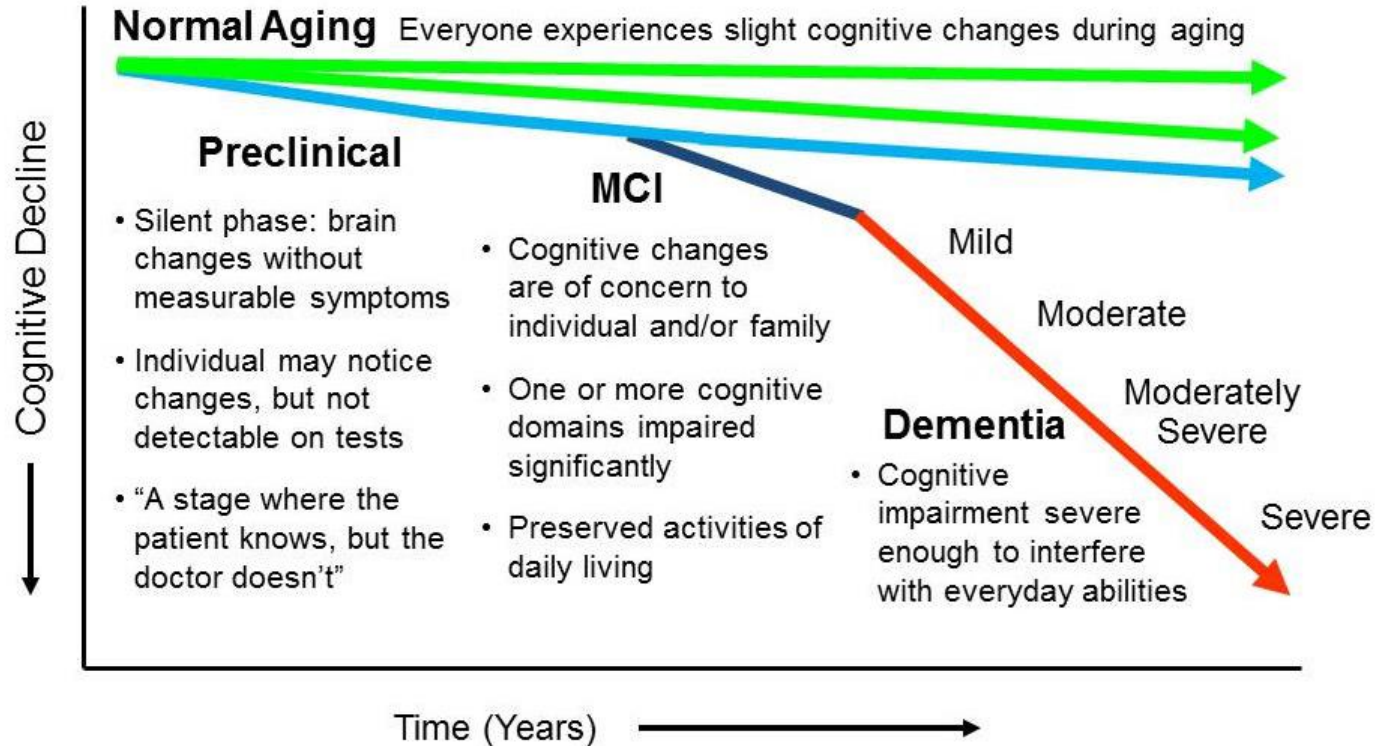 Normal Aging Everyone experiences slight cognitive changes during aging
Cognitive Decline
Preclinical
• Silent phase: brain
changes without
measurable symptoms
• Individual may notice
changes, but not
detectable on tests
• “A stage where the
patient knows, but the
doctor doesn’t”
MCI
• Cognitive changes
are of concern to
individual and/or family
• One or more cognitive
domains impaired
significantly
• Preserved activities of
daily living
Mild
Moderate
Moderately
Severe
Severe
Dementia
• Cognitive
impairment severe
enough to interfere
with everyday abilities
Time (Years)